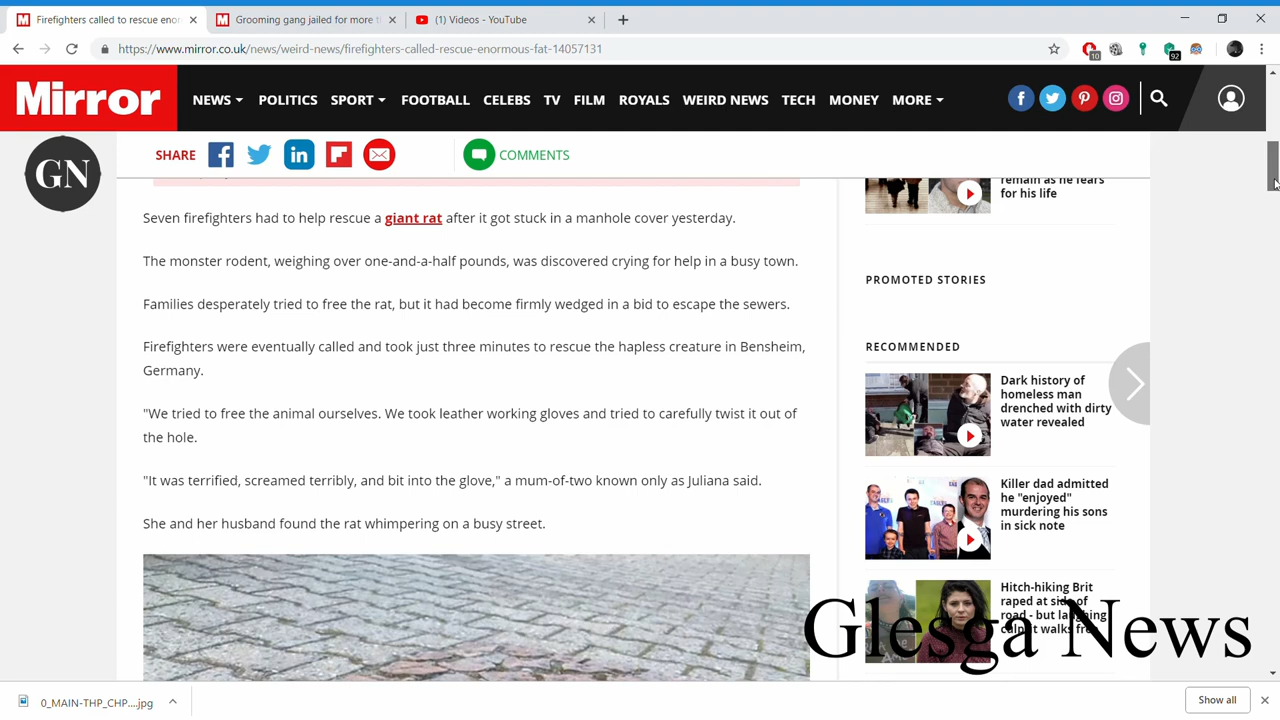 Firefighters called to rescue eno
Grooming gang jailed for more t
(1) Videos - YouTube
https://www.mirror.co.uk/news/weird-news/firefighters-called-rescue-enormous-fat-14057131
10
92
Mirror
NEWS
POLITICS
SPORT
FOOTBALL
CELEBS
TV
FILM
ROYALS
WEIRD NEWS
TECH
MONEY
MORE
GN
SHARE
COMMENTS
Seven firefighters had to help rescue a giant rat after it got stuck in a manhole cover yesterday.
The monster rodent, weighing over one-and-a-half pounds, was discovered crying for help in a busy town.
Families desperately tried to free the rat, but it had become firmly wedged in a bid to escape the sewers.
Firefighters were eventually called and took just three minutes to rescue the hapless creature in Bensheim,
Germany.
"We tried to free the animal ourselves. We took leather working gloves and tried to carefully twist it out of
the hole.
"It was terrified, screamed terribly, and bit into the glove," a mum-of-two known only as Juliana said.
She and her husband found the rat whimpering on a busy street.
remain as he fears
for his life
PROMOTED STORIES
RECOMMENDED
Dark history of
homeless man
drenched with dirty
water revealed
Killer dad admitted
he "enjoyed"
murdering his sons
in sick note
Hitch-hiking Brit
raped at side of
road - but laughing
culprit walks free
Glesga News
0_MAIN-THP_CHP....jpg
Show all